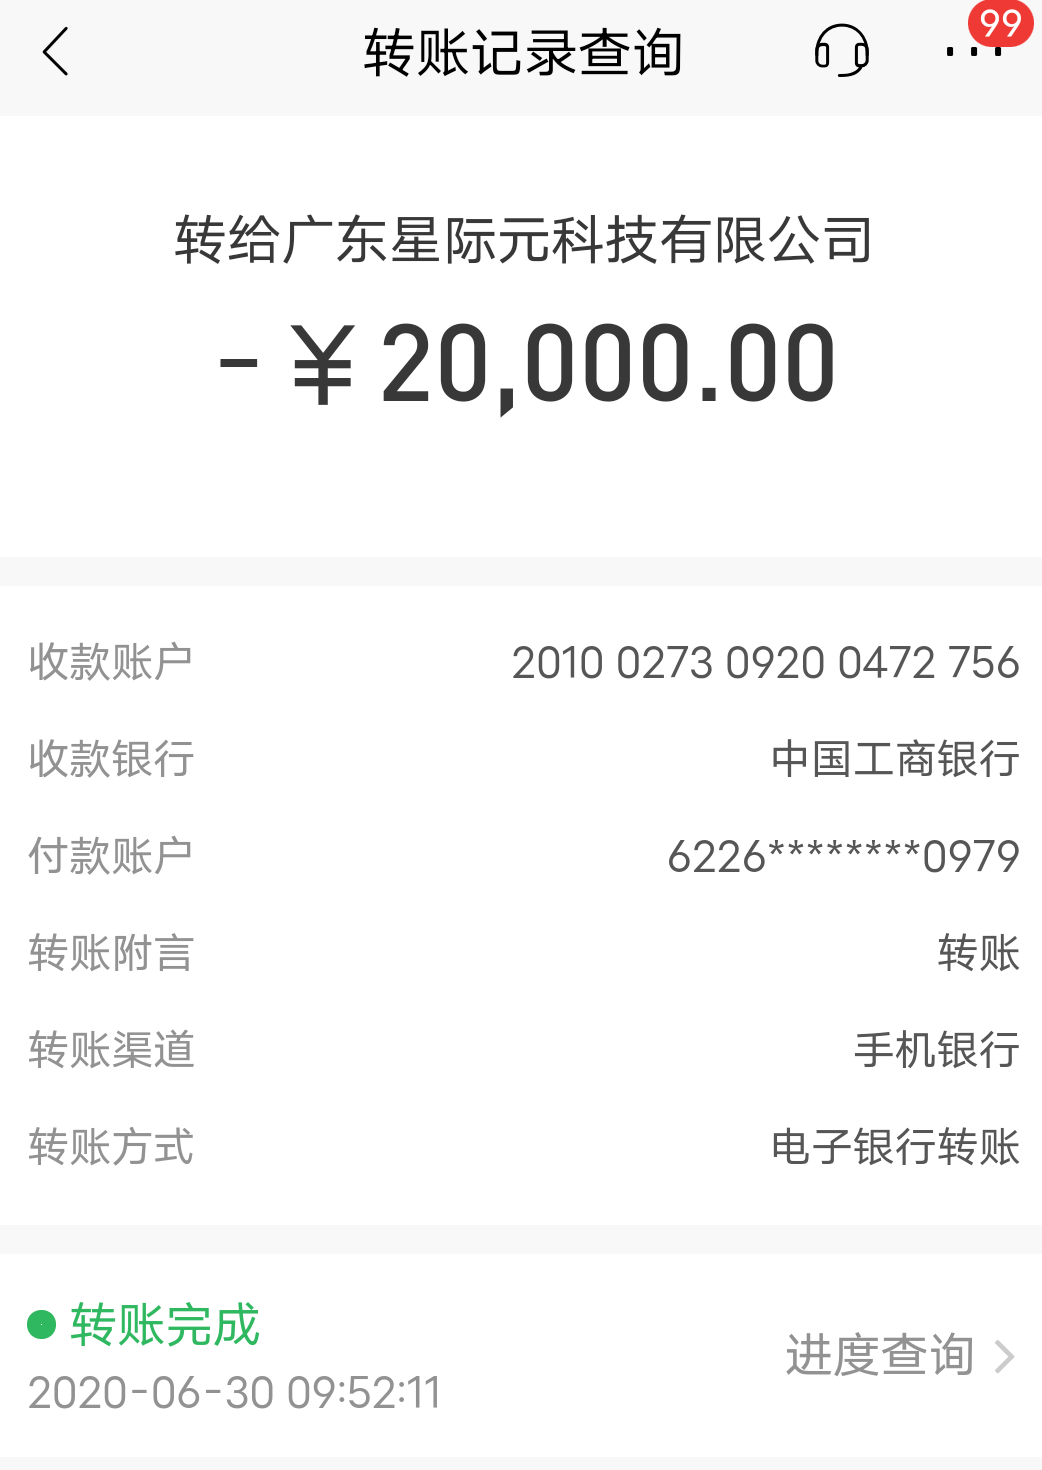 转账记录查询
99
转给广东星际元科技有限公司
-￥20,000.00
收款账户 2010 0273 0920 0472 756
收款银行 中国工商银行
付款账户 6226********0979
转账附言 转账
转账渠道 手机银行
转账方式 电子银行转账
转账完成
进度查询
2020-06-30 09:52:11